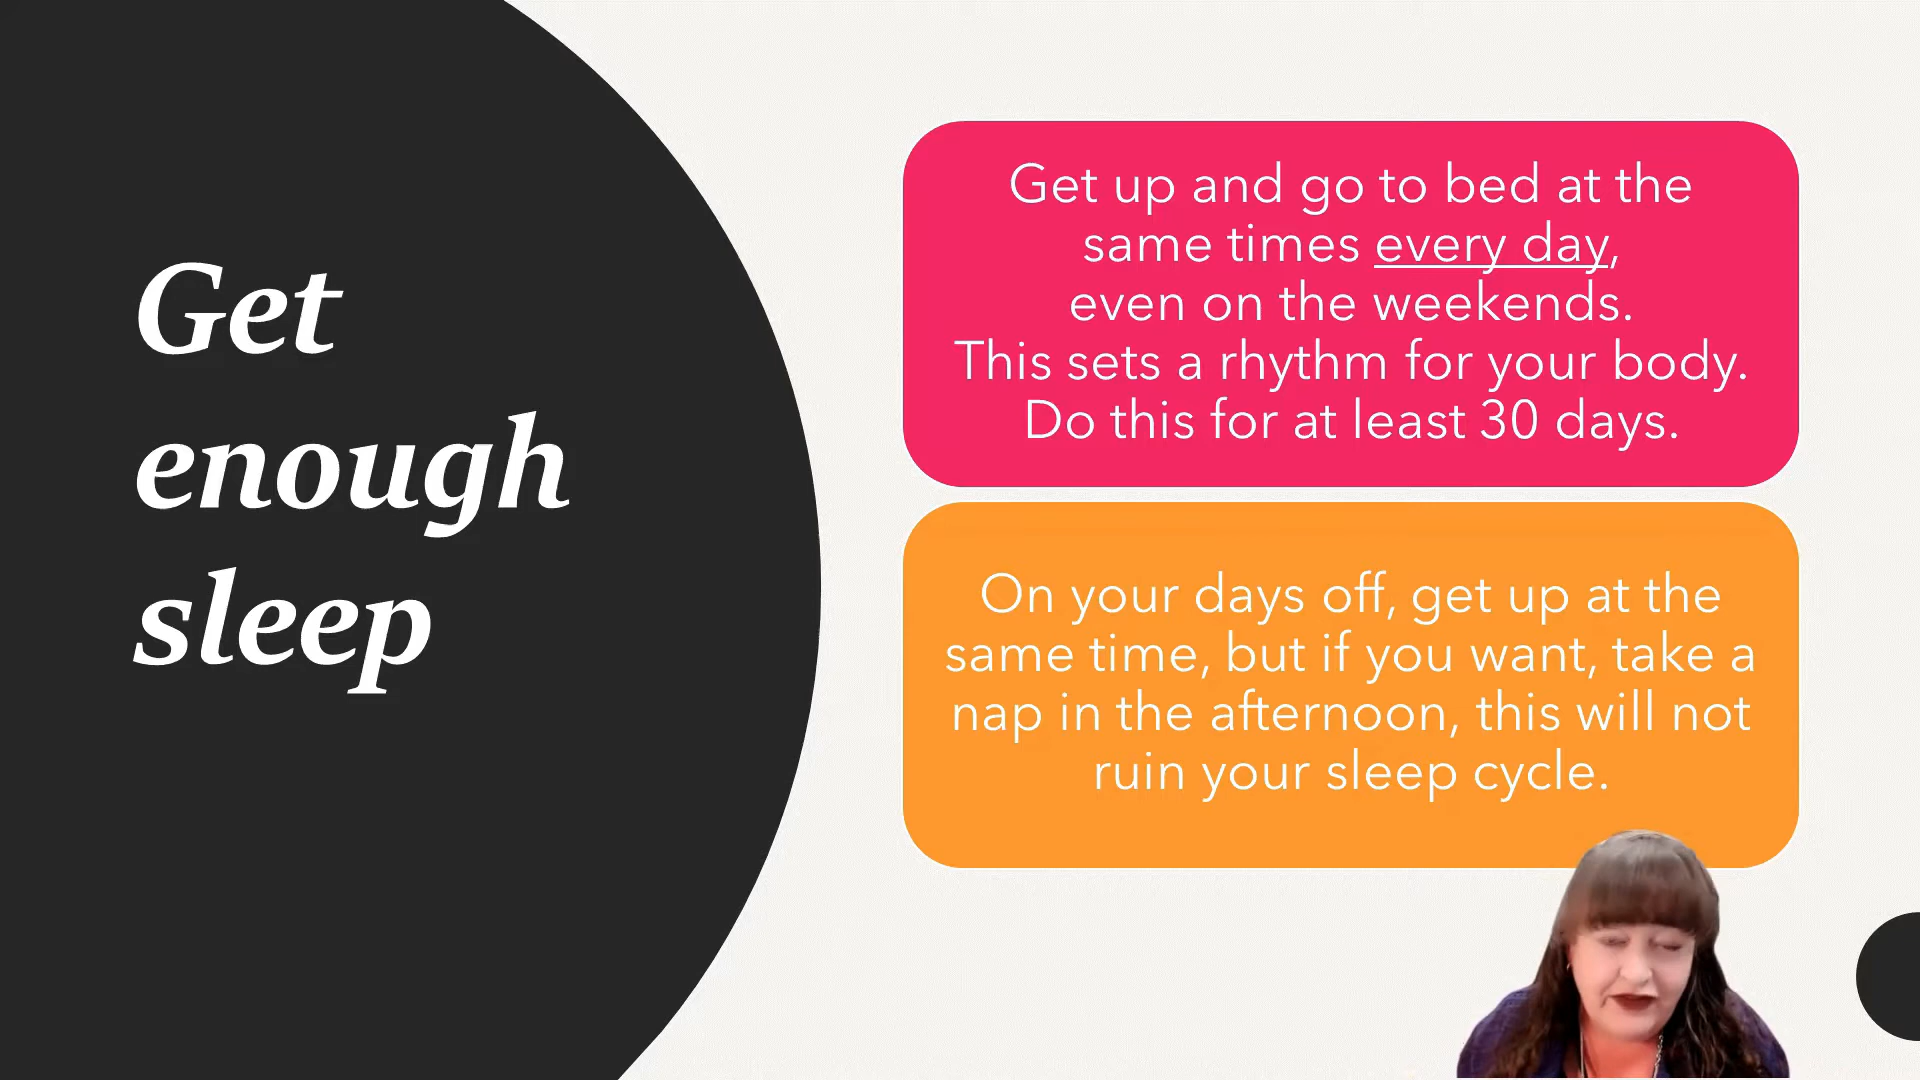 Get
enough
sleep
Get up and go to bed at the
same times every day,
even on the weekends.
This sets a rhythm for your body.
Do this for at least 30 days.
On your days off, get up at the
same time, but if you want, take a
nap in the afternoon, this will not
ruin your sleep cycle.